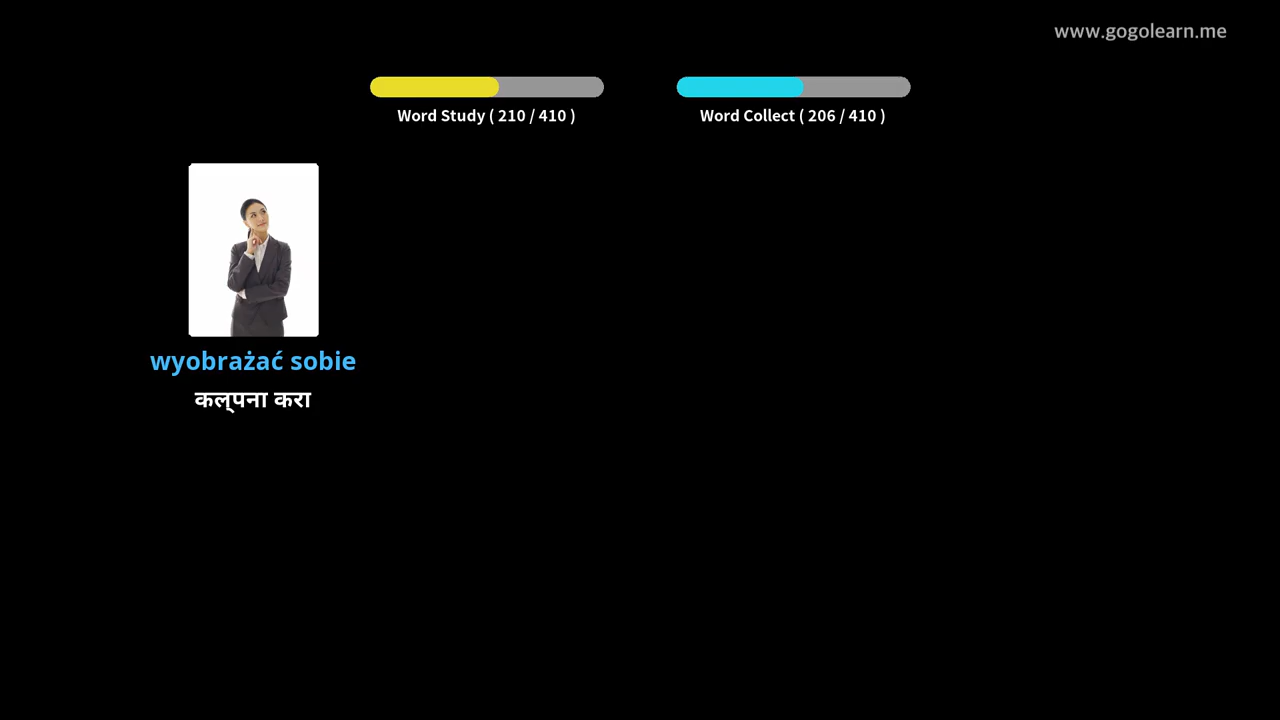 www.gogolearn.me
Word Study ( 210 / 410 )
Word Collect ( 206 / 410 )
wyobrażać sobie
कल्पना करा